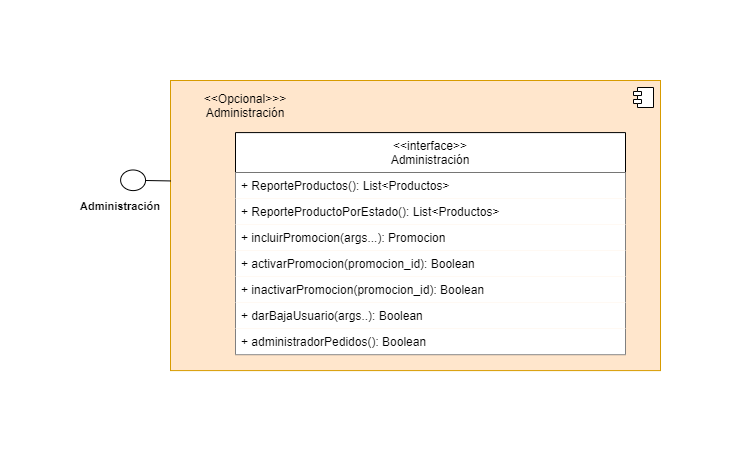 <<Opcional>>>
Administración
<<interface>>
Administración
+ ReporteProductos(): List<Productos>
+ ReporteProductoPorEstado(): List<Productos>
+ incluirPromocion(args...): Promocion
+ activarPromocion(promocion_id): Boolean
+ inactivarPromocion(promocion_id): Boolean
+ darBajaUsuario(args..): Boolean
+ administradorPedidos(): Boolean
Administración